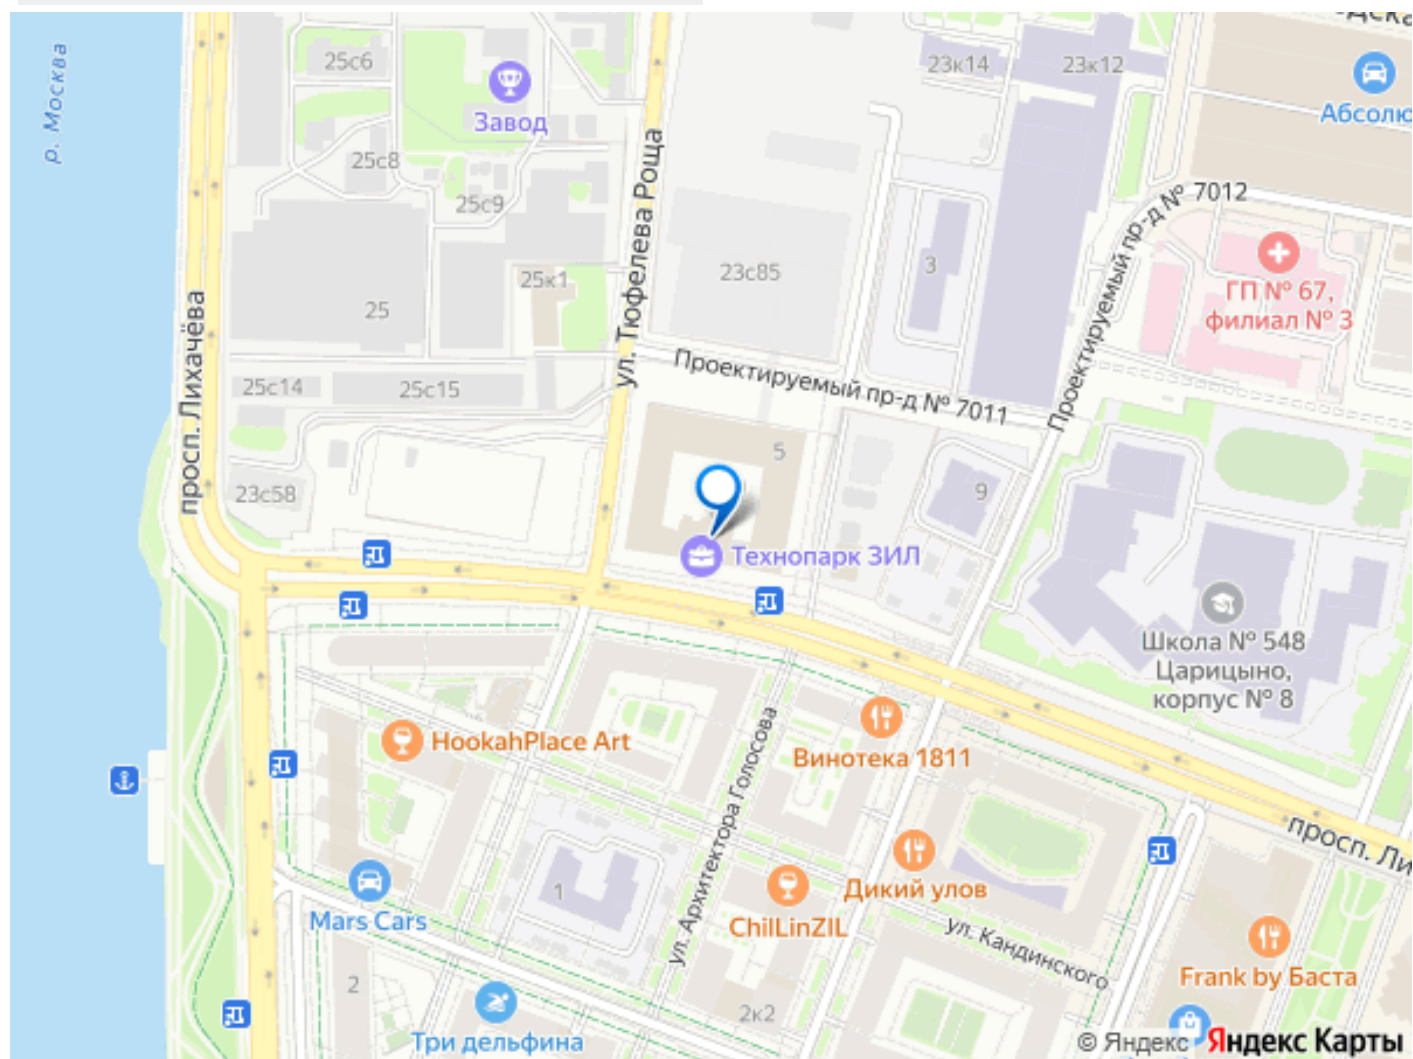 р. Москва
25с6
Завод
23к14
23к12
Абсолю
25с8
25с9
ул. Тюфелева Роща
Проектируемый пр-д № 7012
25к1
23с85
3
ГП № 67,
филиал № 3
25
просп. Лихачёва
25с14
25с15
Проектируемый пр-д № 7011
5
23с58
9
Технопарк ЗИЛ
Школа № 548
Царицыно,
корпус № 8
HookahPlace Art
Винотека 1811
ул. Архитектора Голосова
просп. Ли
1
Дикий улов
Mars Cars
ChilLinZIL
ул. Кандинского
Frank by Баста
2
2к2
Три дельфина
© Яндекс Яндекс Карты